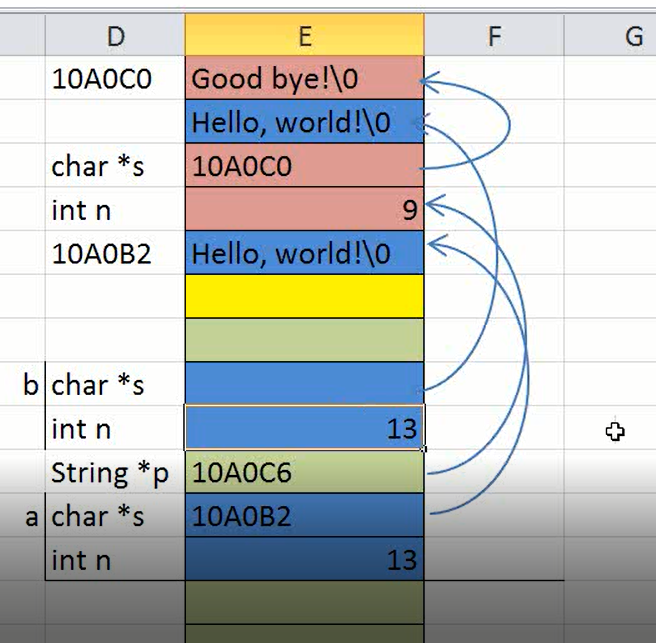 D E F G
10A0C0 Good bye!\0
Hello, world!\0
char *s 10A0C0
int n 9
10A0B2 Hello, world!\0
b char *s
int n 13
String *p 10A0C6
a char *s 10A0B2
int n 13